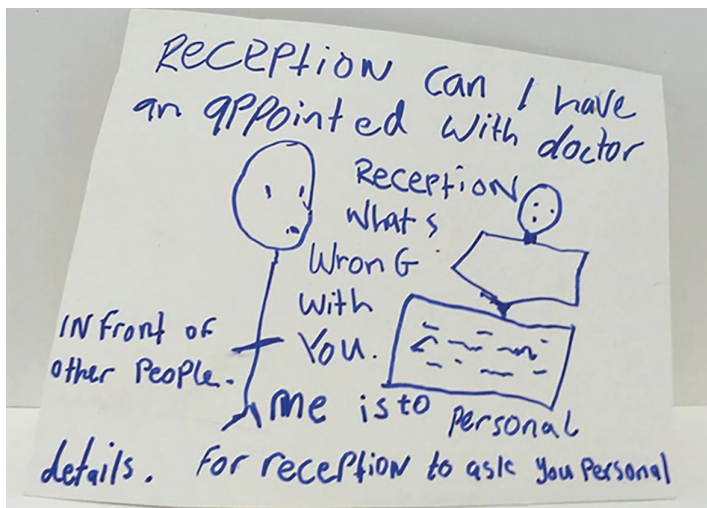 Reception can I have
an appointed with doctor
Reception
whats
wronG
with
You.
IN front of
other People.
me is to personal
details. For reception to ask you Personal